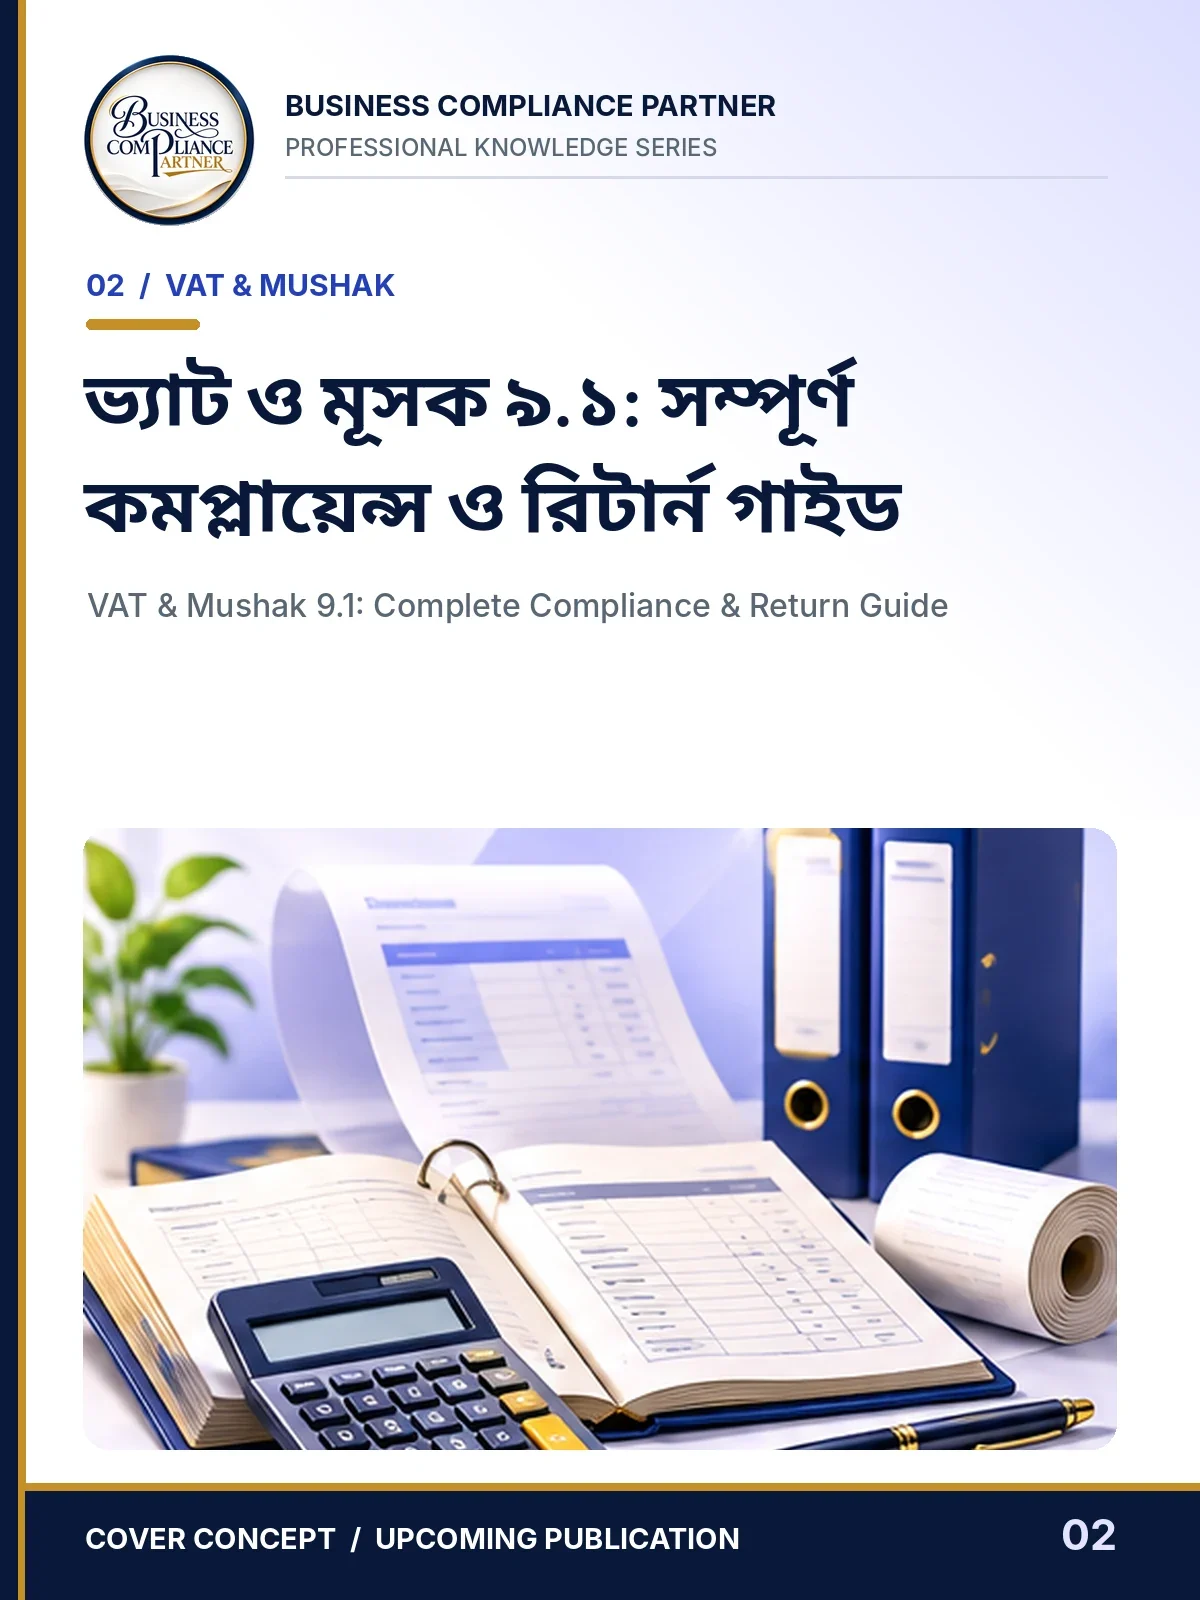 BUSINESS
COMPLIANCE
PARTNER
BUSINESS COMPLIANCE PARTNER
PROFESSIONAL KNOWLEDGE SERIES
02 / VAT & MUSHAK
ভ্যাট ও মূসক ৯.১: সম্পূর্ণ
কমপ্লায়েন্স ও রিটার্ন গাইড
VAT & Mushak 9.1: Complete Compliance & Return Guide
COVER CONCEPT / UPCOMING PUBLICATION
02